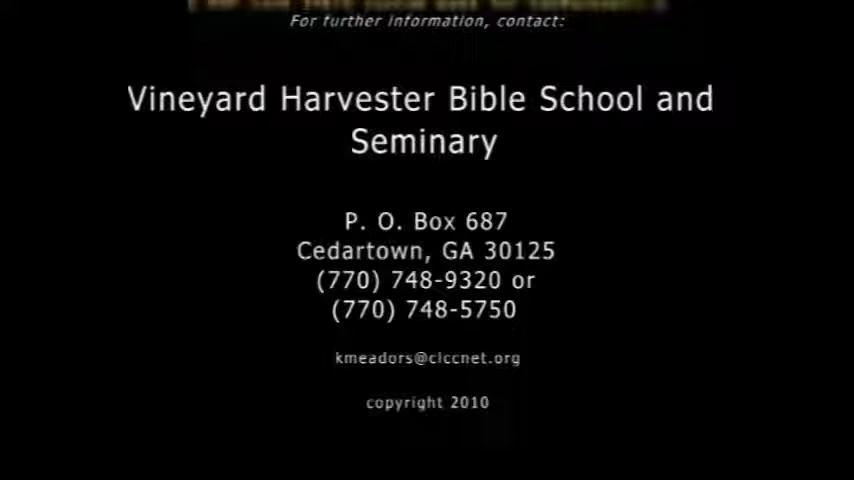 For further information, contact:
Vineyard Harvester Bible School and
Seminary
P. O. Box 687
Cedartown, GA 30125
(770) 748-9320 or
(770) 748-5750
kmeadors@clccnet.org
copyright 2010